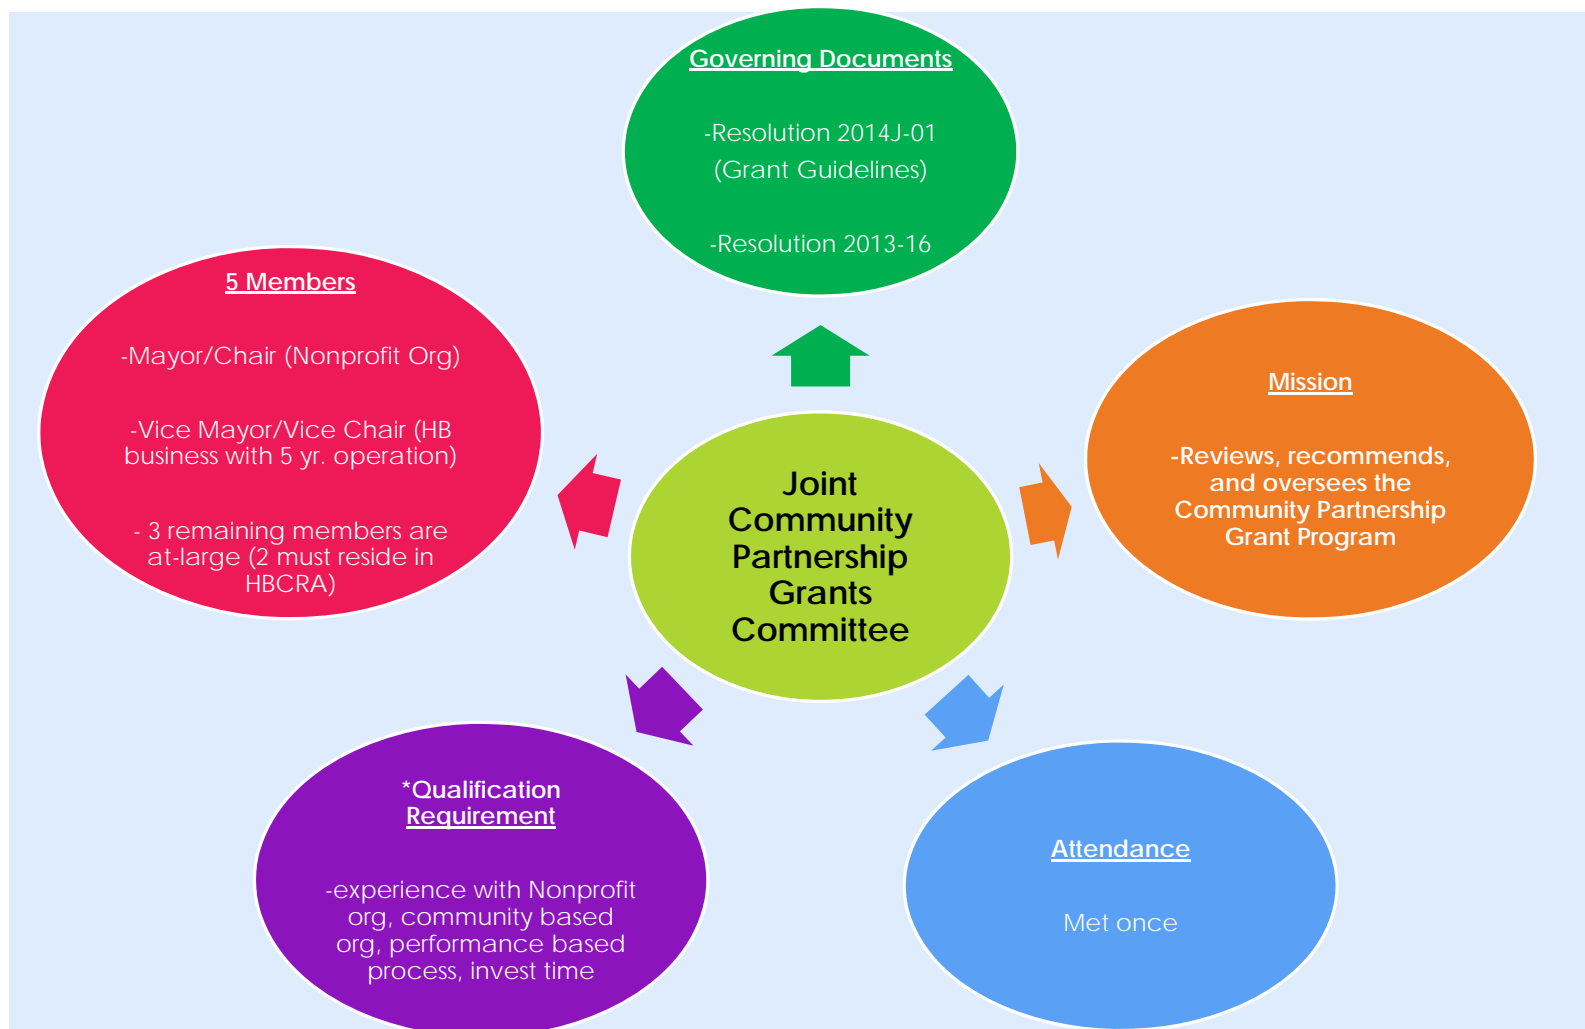 Governing Documents
-Resolution 2014J-01
(Grant Guidelines)
-Resolution 2013-16
5 Members
-Mayor/Chair (Nonprofit Org)
-Vice Mayor/Vice Chair (HB
business with 5 yr. operation)
- 3 remaining members are
at-large (2 must reside in
HBCRA)
Mission
-Reviews, recommends,
and oversees the
Community Partnership
Grant Program
Joint
Community
Partnership
Grants
Committee
*Qualification
Requirement
-experience with Nonprofit
org, community based
org, performance based
process, invest time
Attendance
Met once